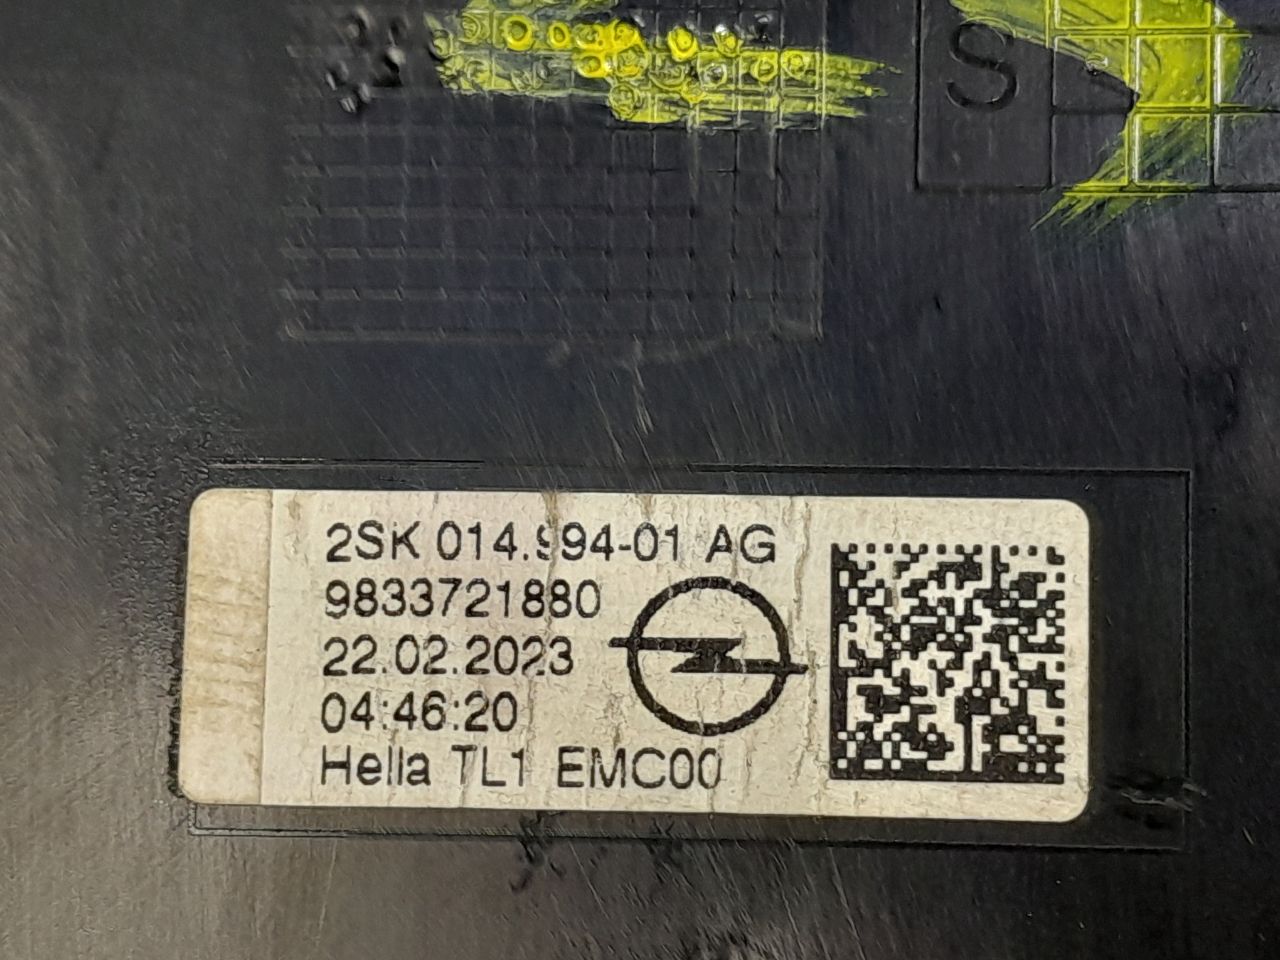 S
2SK 014.994-01 AG
9833721880
22.02.2023
04:46:20
Hella TL1 EMC00